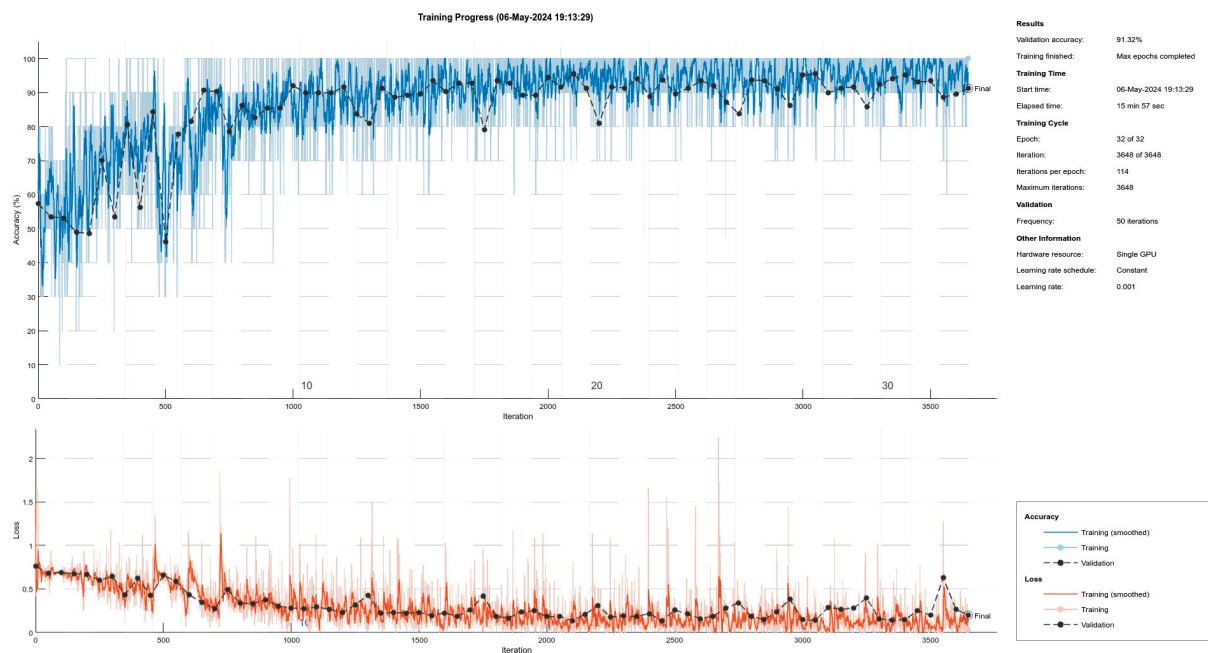 Training Progress (06-May-2024 19:13:29)
Accuracy (%)
100
90
80
70
60
50
40
30
20
10
0
Final
10
20
30
0
500
1000
1500
2000
2500
3000
3500
Iteration
Loss
2
1.5
1
0.5
0
Final
0
500
1000
1500
2000
2500
3000
3500
Iteration
Results
Validation accuracy: 91.32%
Training finished: Max epochs completed
Training Time
Start time: 06-May-2024 19:13:29
Elapsed time: 15 min 57 sec
Training Cycle
Epoch: 32 of 32
Iteration: 3648 of 3648
Iterations per epoch: 114
Maximum iterations: 3648
Validation
Frequency: 50 iterations
Other Information
Hardware resource: Single GPU
Learning rate schedule: Constant
Learning rate: 0.001
Accuracy
Training (smoothed)
Training
Validation
Loss
Training (smoothed)
Training
Validation